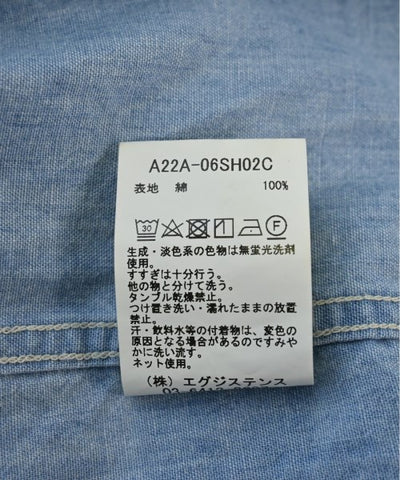 A22A-06SH02C
表地 綿 100%
30 F
生成・淡色系の色物は無蛍光洗剤
使用。
すすぎは十分行う。
他の物と分けて洗う。
タンブル乾燥禁止。
つけ置き洗い・濡れたままの放置
禁止。
汗・飲料水等の付着物は、変色の
原因となる場合があるのですみや
かに洗い流す。
ネット使用。
(株) エグジステンス